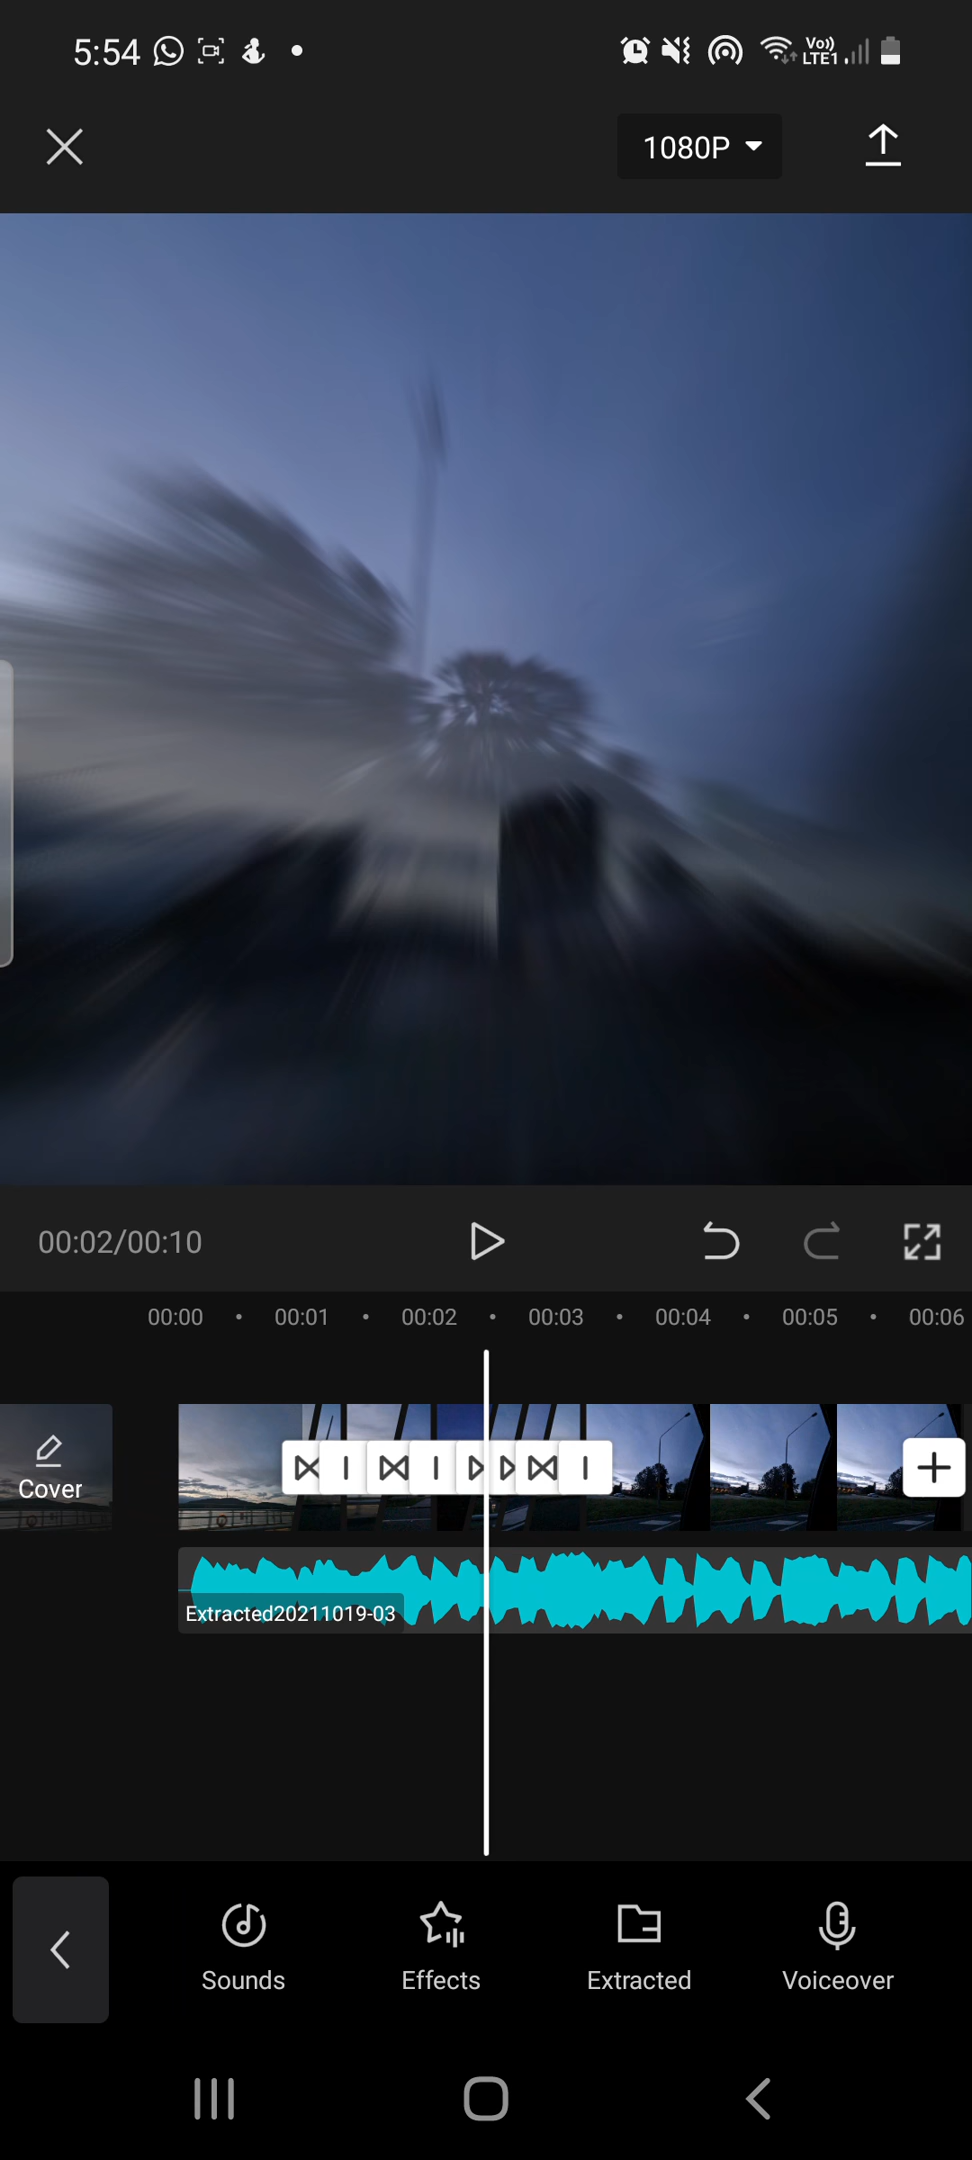 5:54
Vo)) LTE1
1080P
00:02/00:10
00:00 00:01 00:02 00:03 00:04 00:05 00:06
Cover
Extracted20211019-03
Sounds Effects Extracted Voiceover